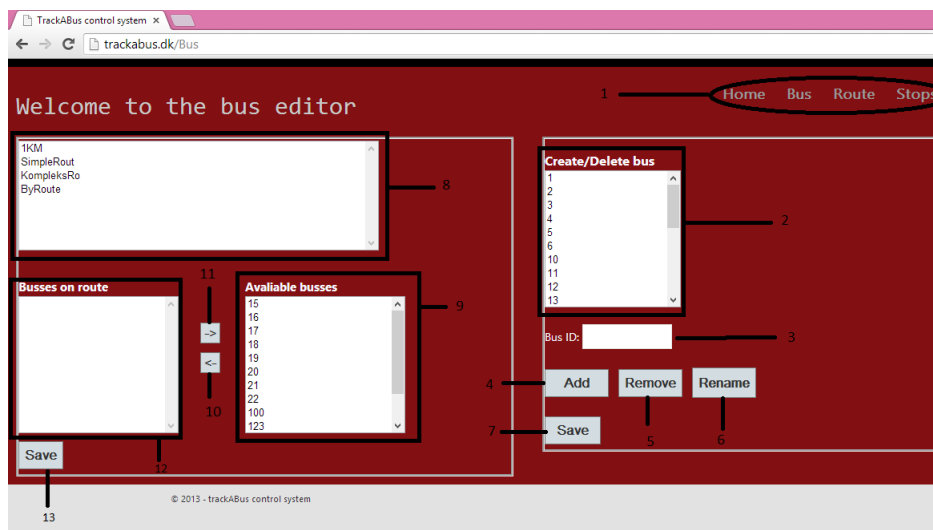 TrackABus control system ×
trackabus.dk/Bus
Welcome to the bus editor
1
Home Bus Route Stops
1KM
SimpleRout
KompleksRo
ByRoute
8
Create/Delete bus
1
2
3
4
5
6
10
11
12
13
2
Bus ID:
3
4
Add
Remove
Rename
5
6
7
Save
11
Busses on route
->
<-
10
Avaliable busses
15
16
17
18
19
20
21
22
100
123
9
12
Save
13
© 2013 - trackABus control system